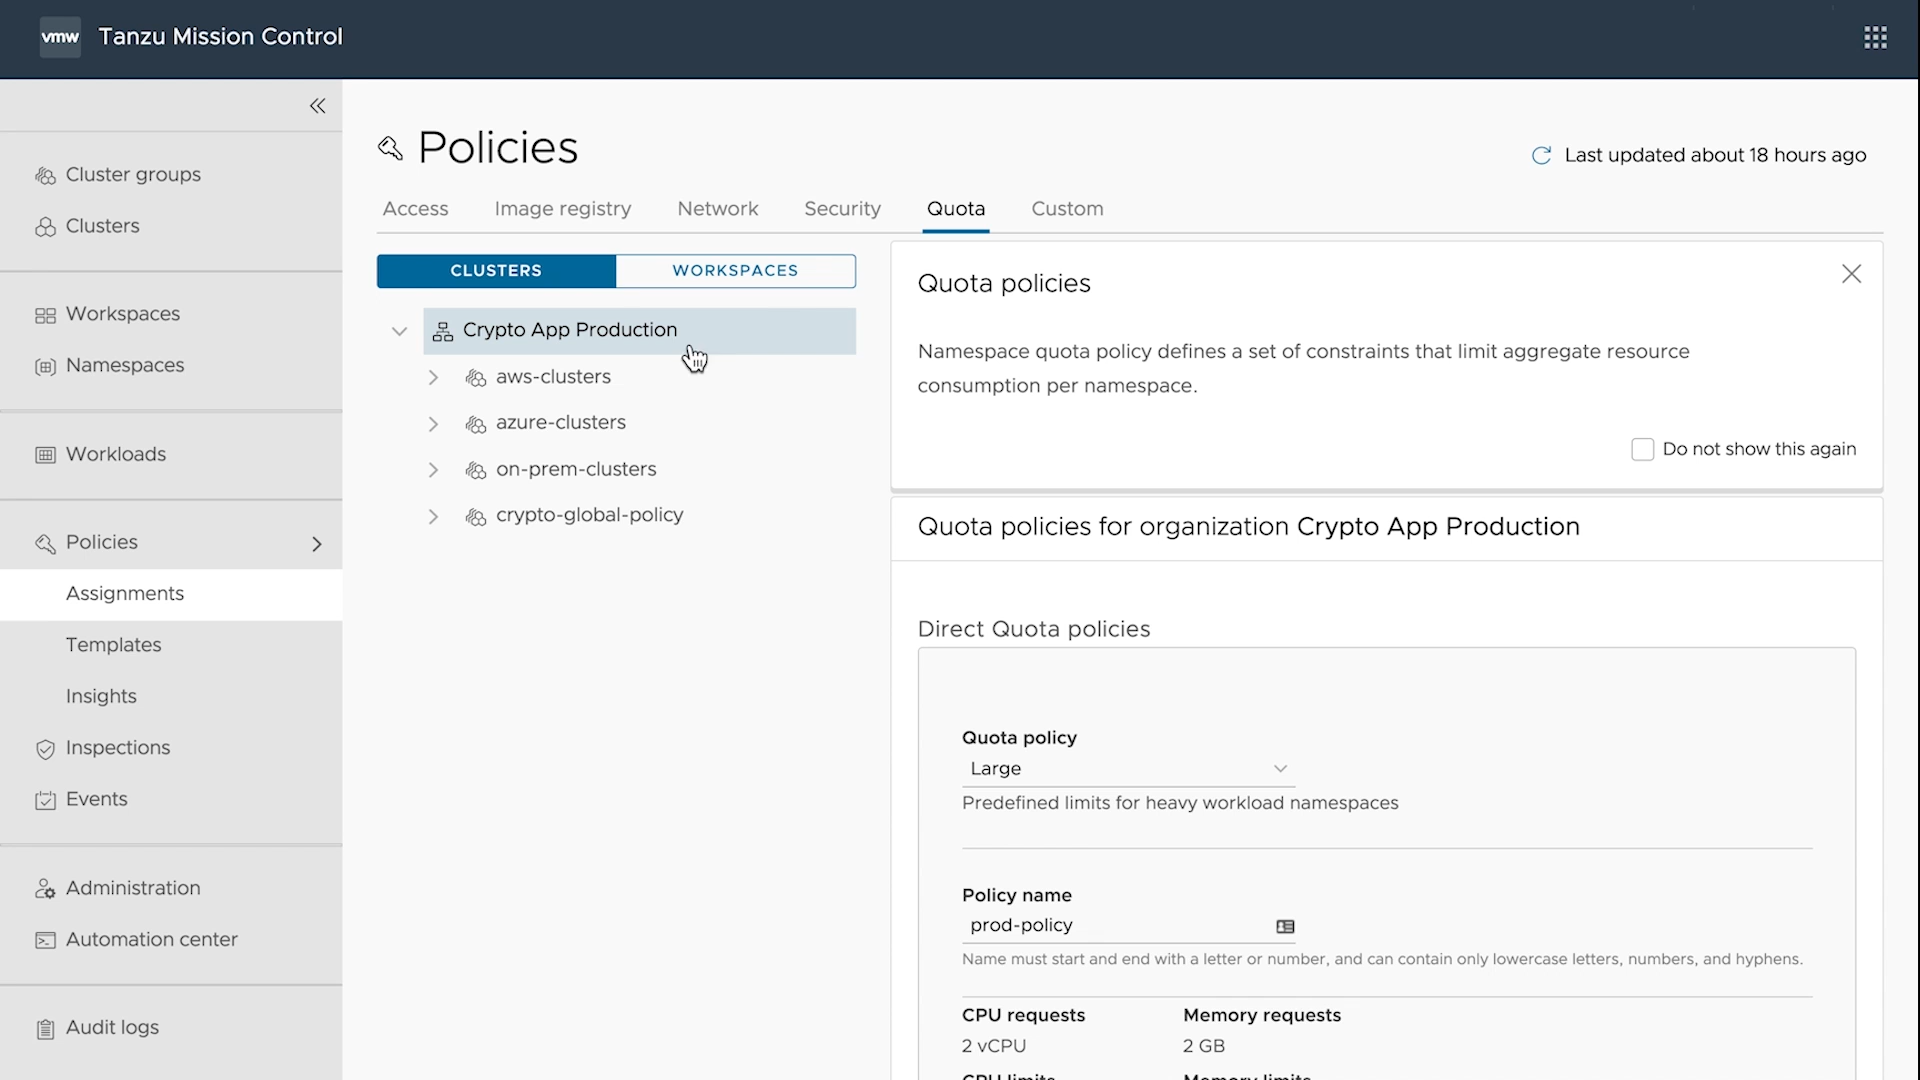 vmw Tanzu Mission Control
Cluster groups
Clusters
Workspaces
Namespaces
Workloads
Policies
Assignments
Templates
Insights
Inspections
Events
Administration
Automation center
Audit logs
Policies
Last updated about 18 hours ago
Access Image registry Network Security Quota Custom
CLUSTERS WORKSPACES
Crypto App Production
aws-clusters
azure-clusters
on-prem-clusters
crypto-global-policy
Quota policies
Namespace quota policy defines a set of constraints that limit aggregate resource
consumption per namespace.
Do not show this again
Quota policies for organization Crypto App Production
Direct Quota policies
Quota policy
Large
Predefined limits for heavy workload namespaces
Policy name
prod-policy
Name must start and end with a letter or number, and can contain only lowercase letters, numbers, and hyphens.
CPU requests Memory requests
2 vCPU 2 GB
CPU limits Memory limits